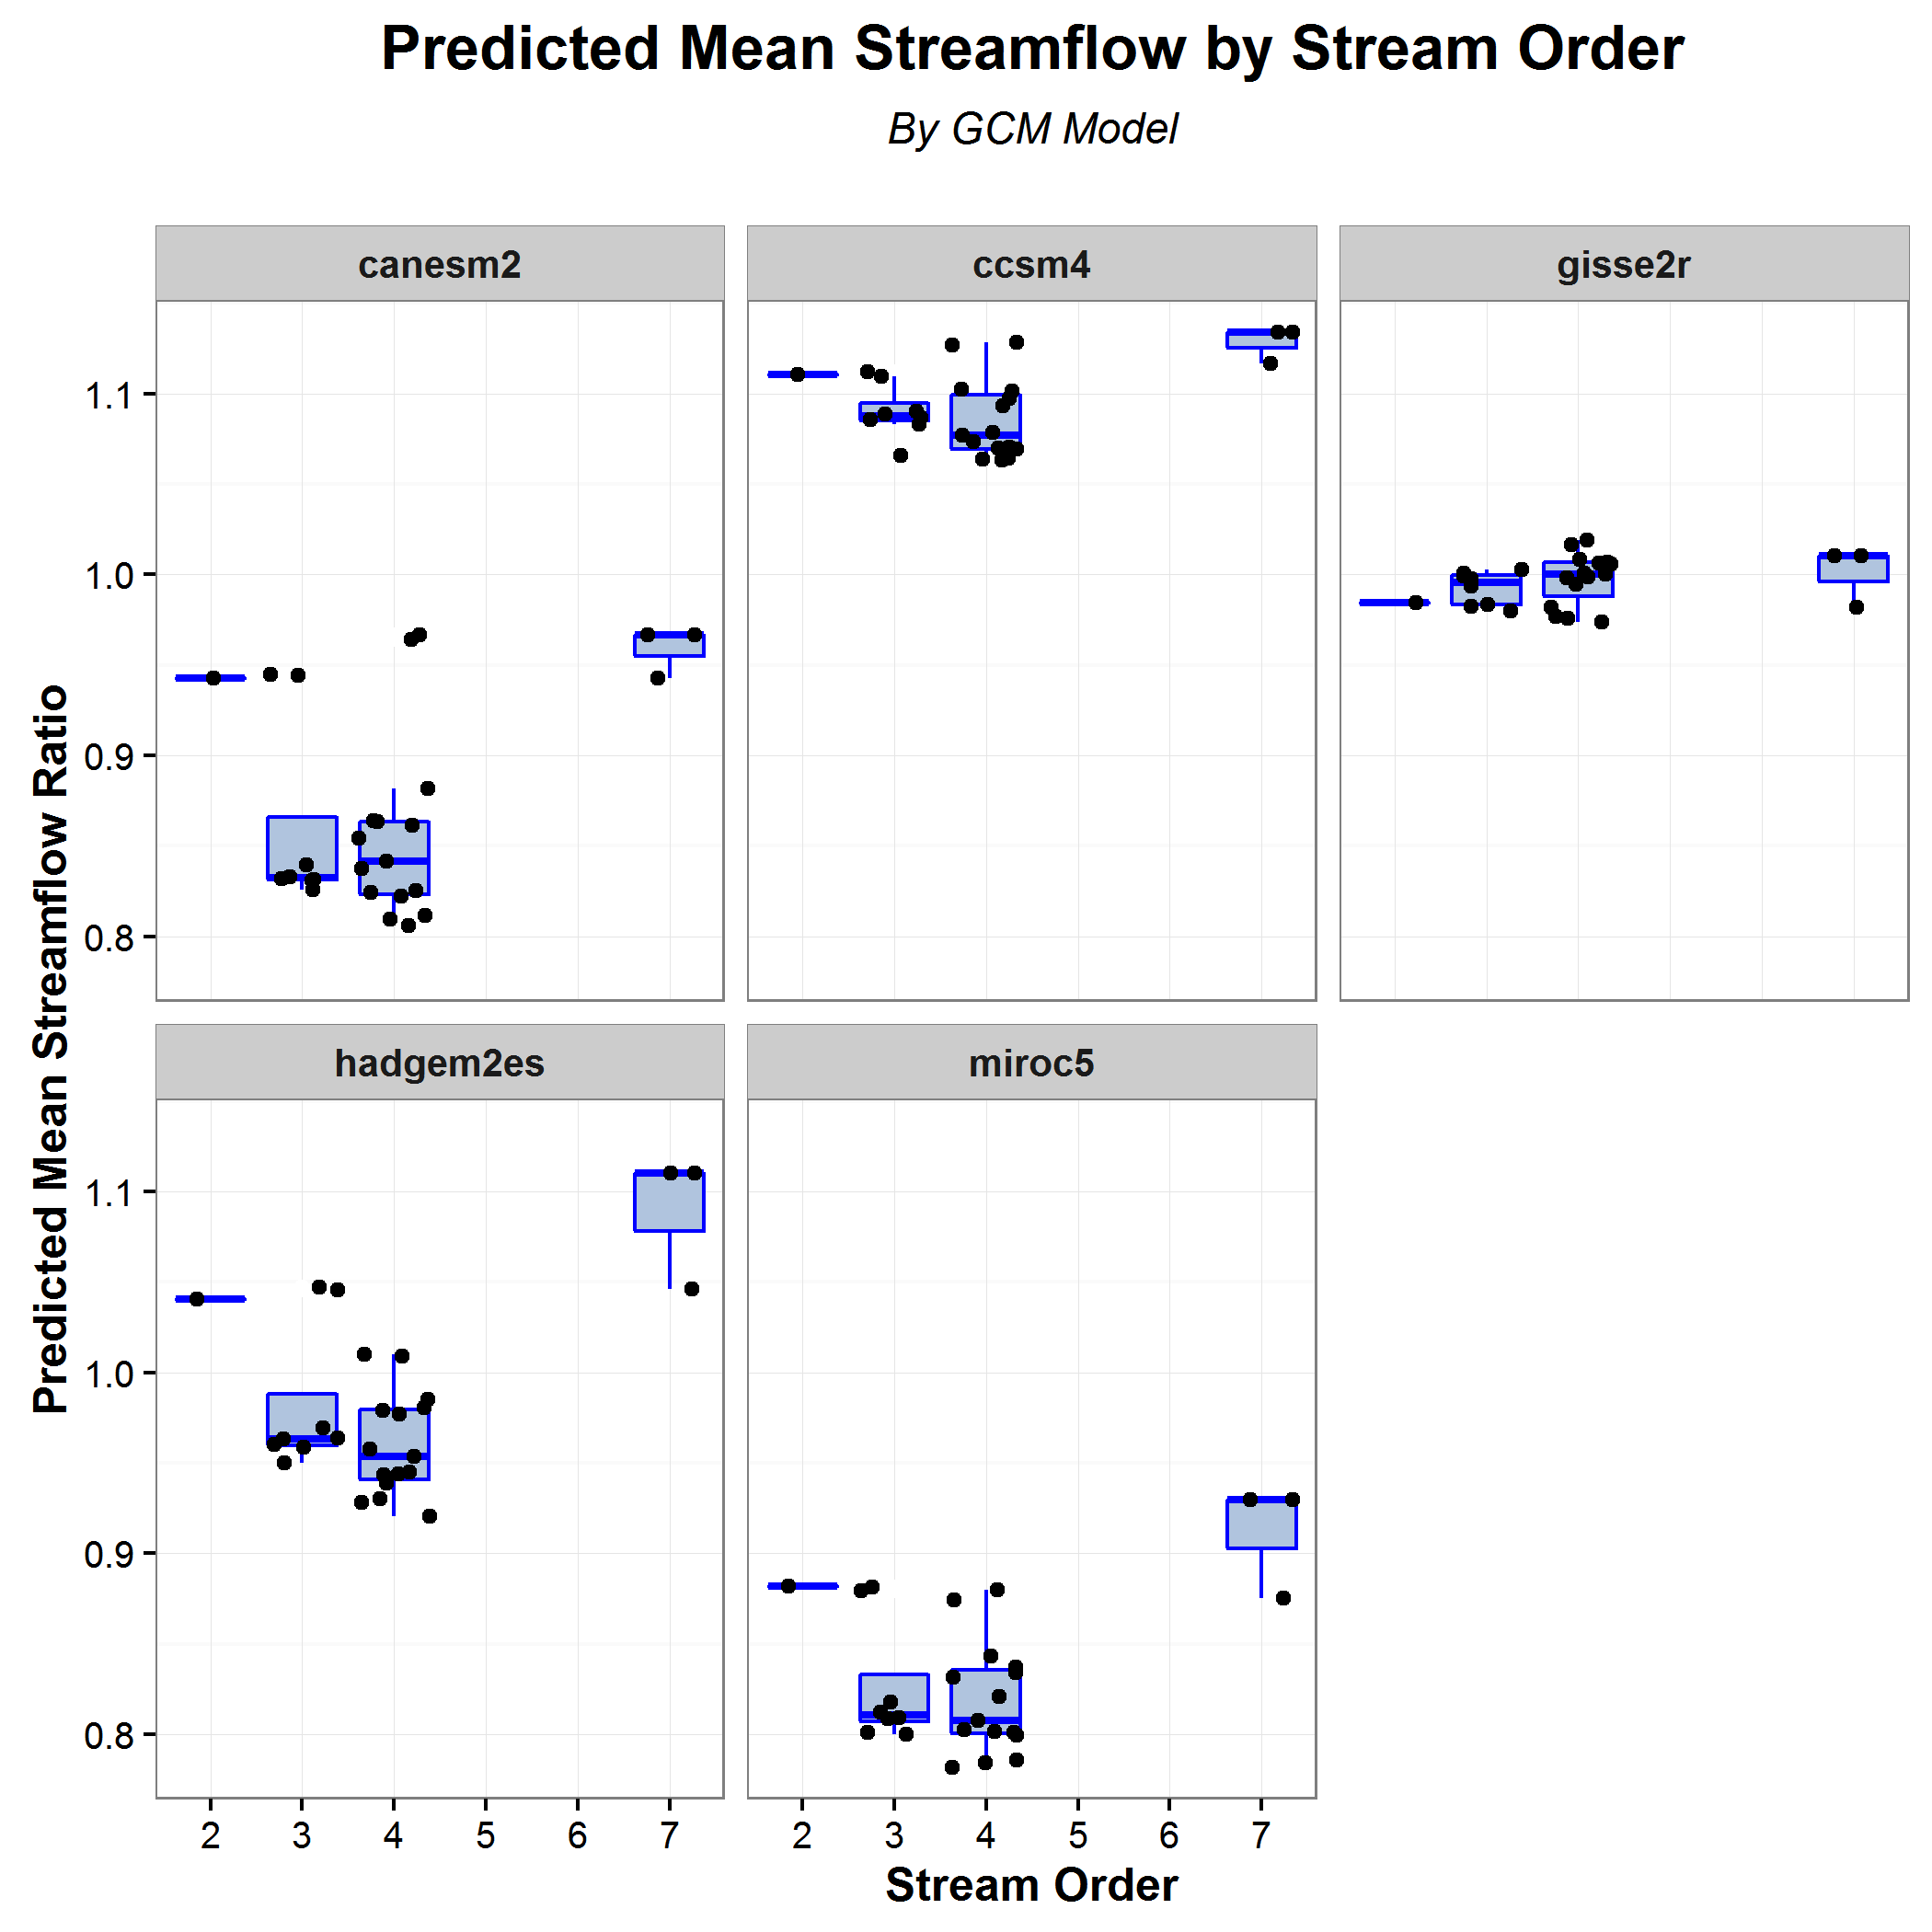 Predicted Mean Streamflow by Stream Order
By GCM Model
canesm2
ccsm4
gisse2r
1.1
1.0
0.9
0.8
hadgem2es
miroc5
1.1
1.0
0.9
0.8
Predicted Mean Streamflow Ratio
2 3 4 5 6 7
2 3 4 5 6 7
Stream Order